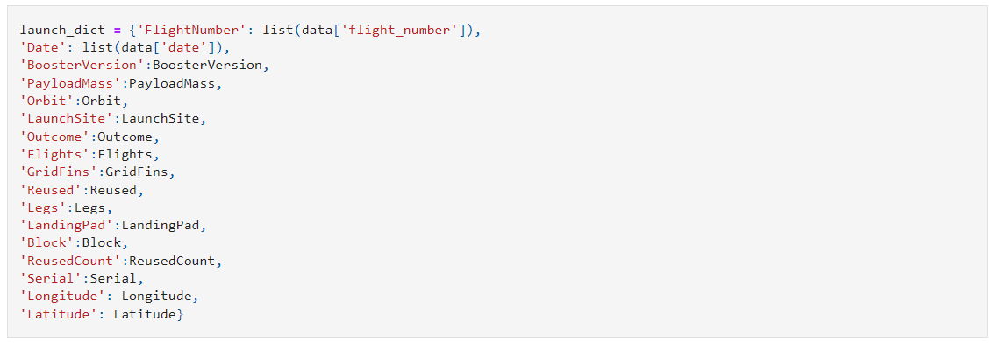 launch_dict = {'FlightNumber': list(data['flight_number']),
'Date': list(data['date']),
'BoosterVersion':BoosterVersion,
'PayloadMass':PayloadMass,
'Orbit':Orbit,
'LaunchSite':LaunchSite,
'Outcome':Outcome,
'Flights':Flights,
'GridFins':GridFins,
'Reused':Reused,
'Legs':Legs,
'LandingPad':LandingPad,
'Block':Block,
'ReusedCount':ReusedCount,
'Serial':Serial,
'Longitude': Longitude,
'Latitude': Latitude}